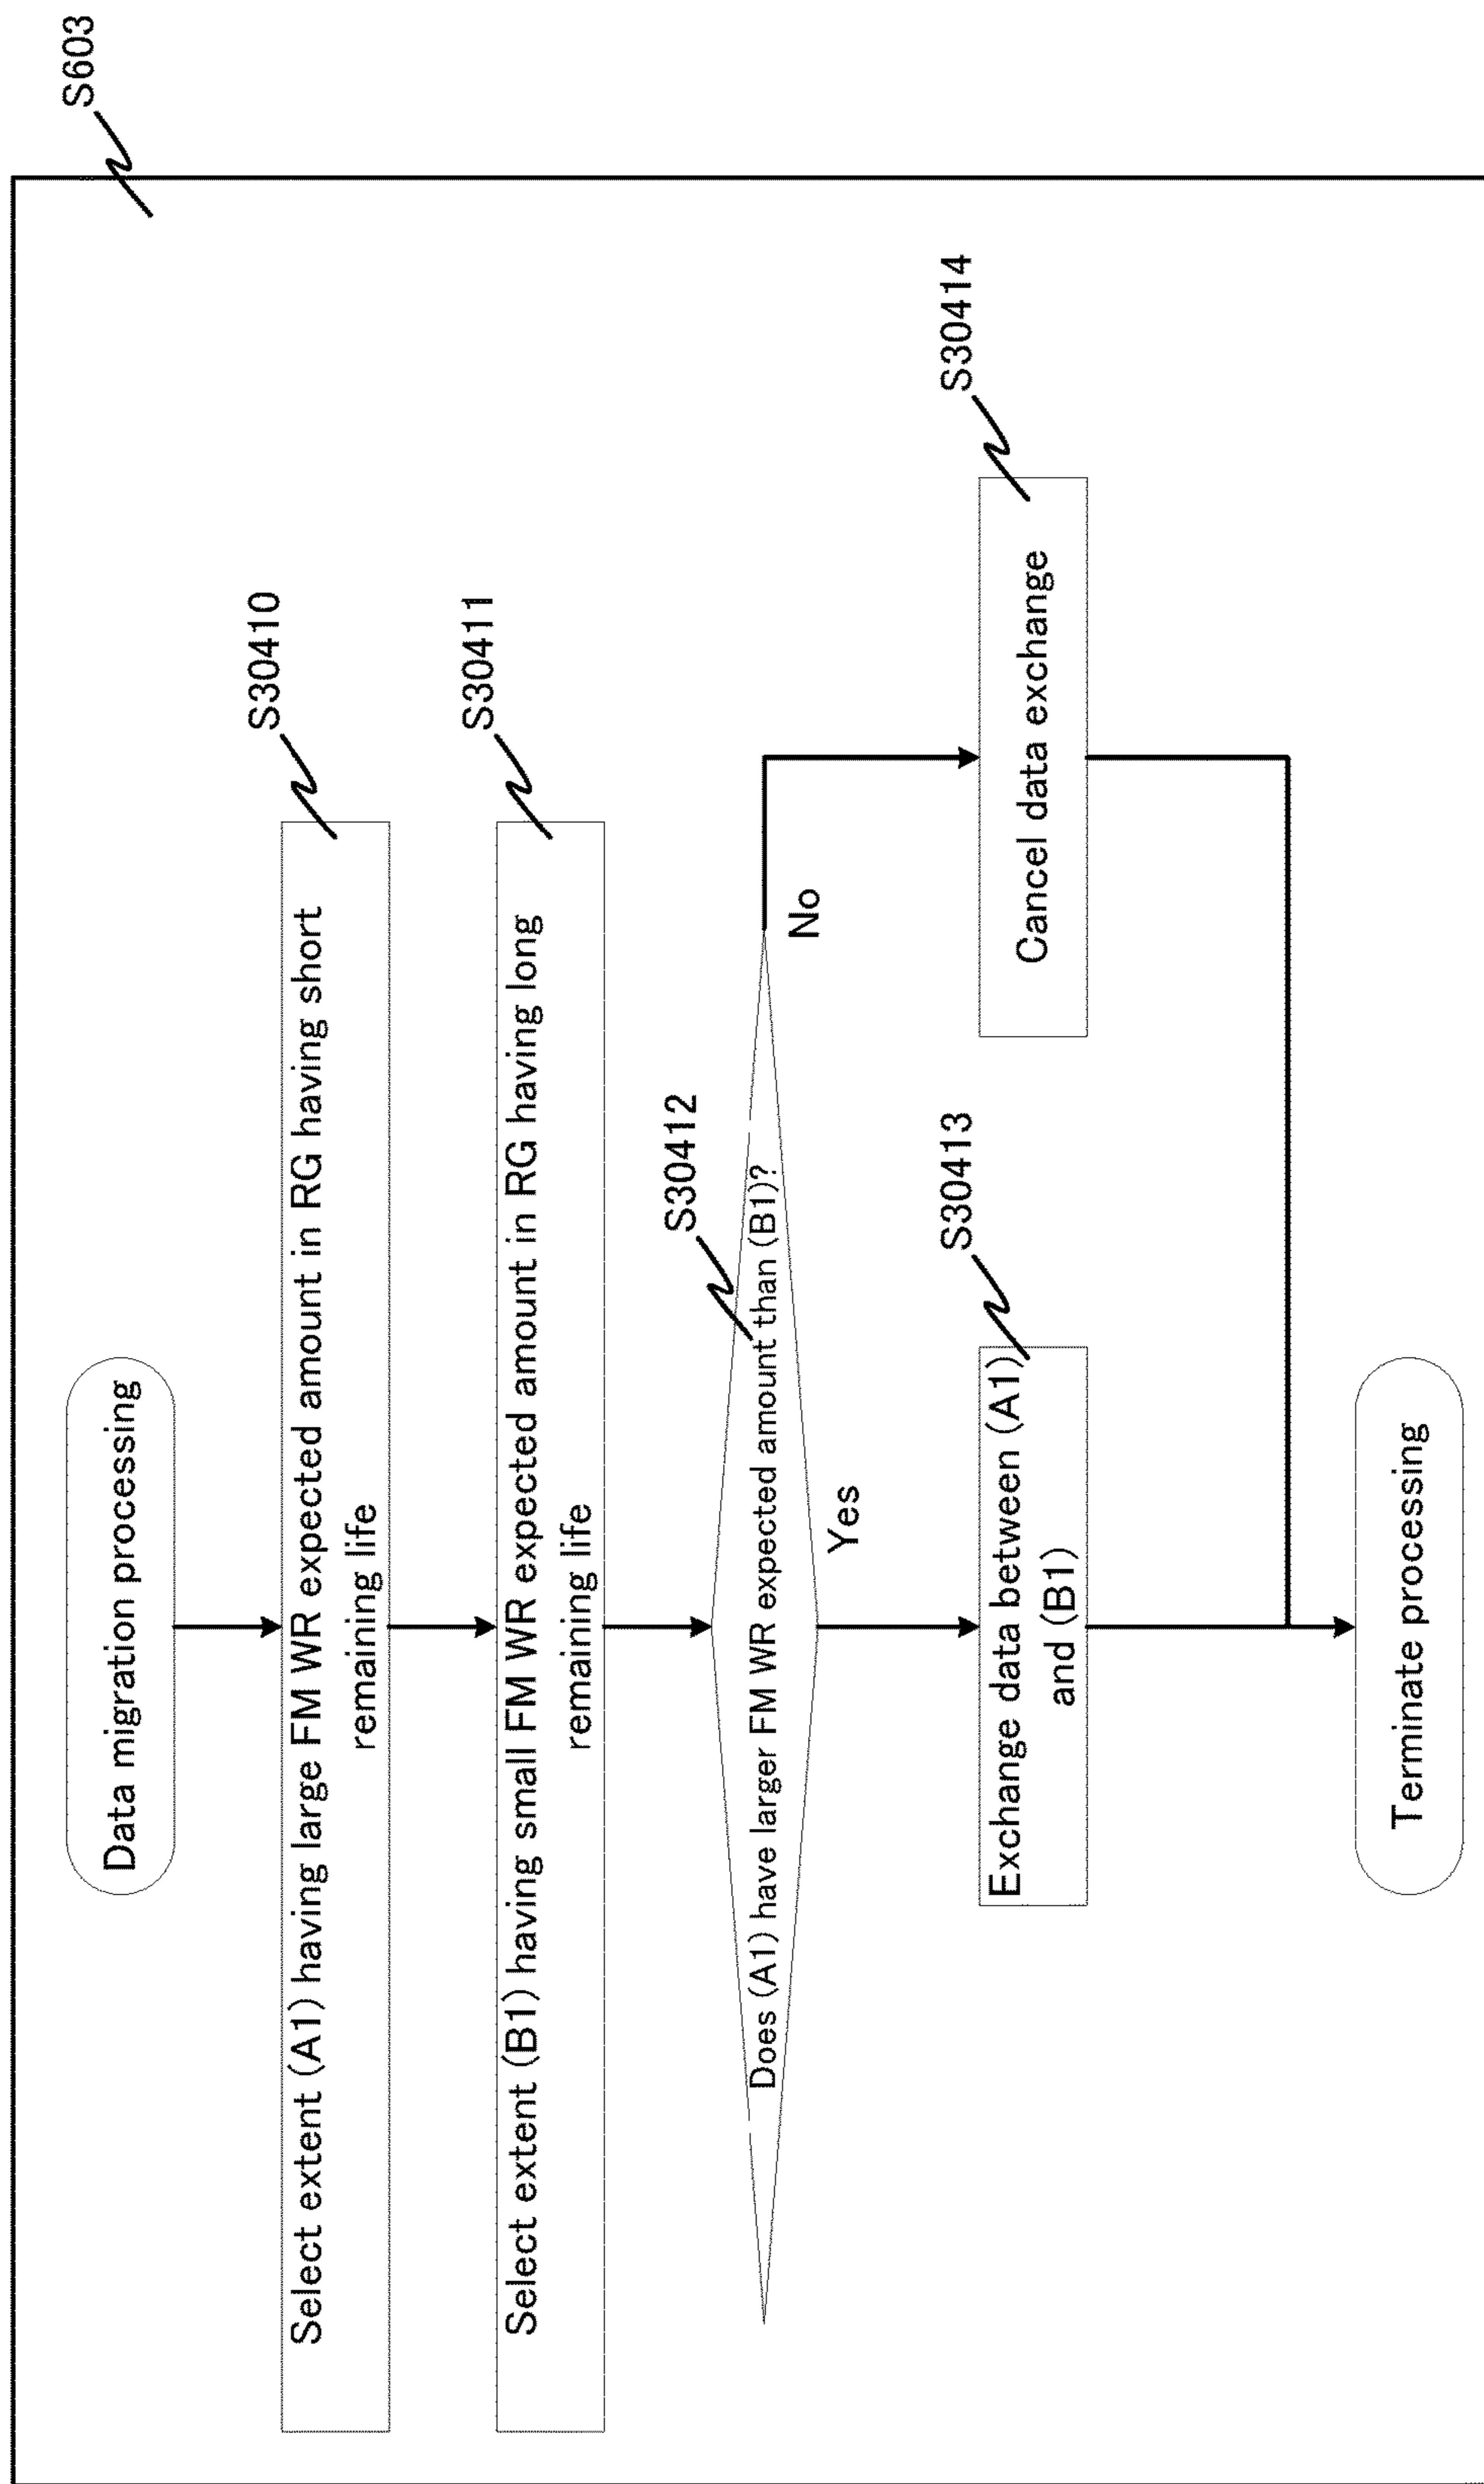 S603
Data migration processing
S30410
Select extent (A1) having large FM WR expected amount in RG having short
remaining life
S30411
Select extent (B1) having small FM WR expected amount in RG having long
remaining life
S30412
Does (A1) have larger FM WR expected amount than (B1)?
No
Yes
S30413
Exchange data between (A1)
and (B1)
S30414
Cancel data exchange
Terminate processing